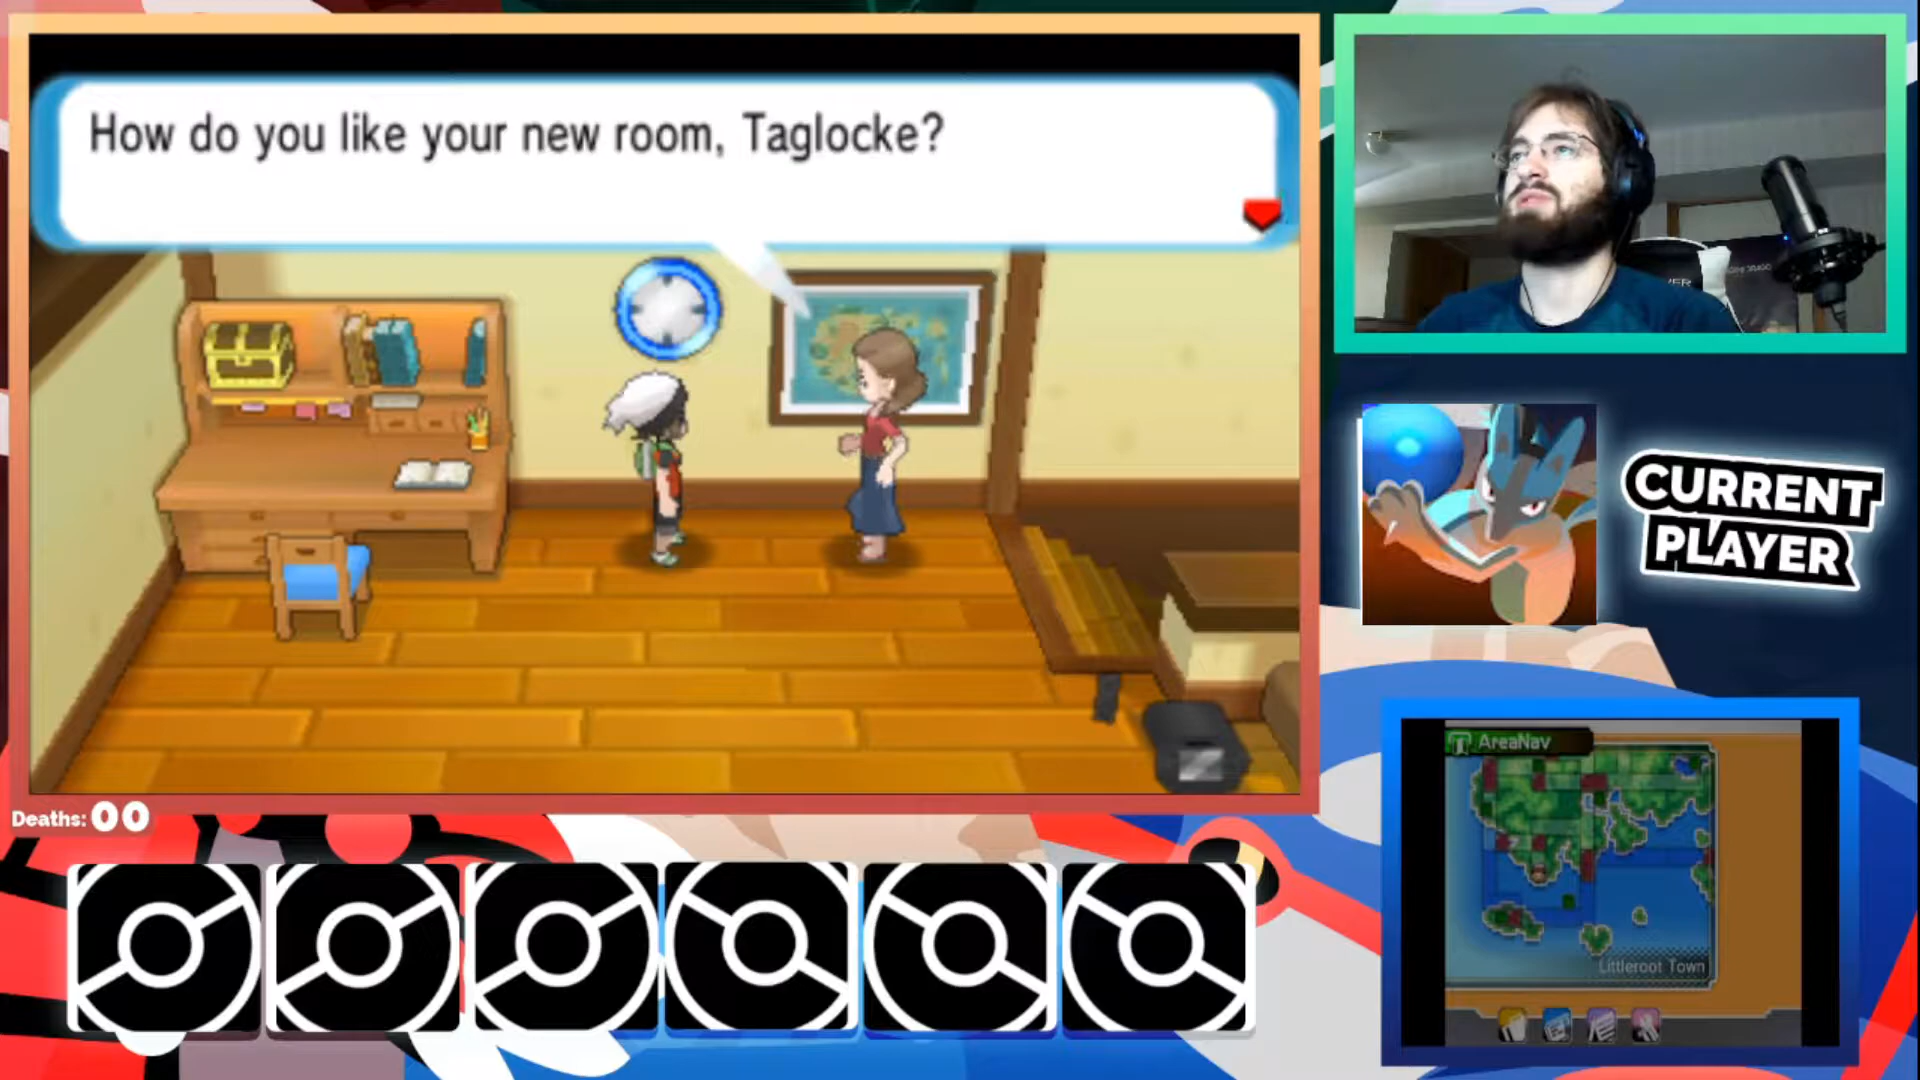 How do you like your new room, Taglocke?
CURRENT
PLAYER
AreaNav
Littleroot Town
Deaths: 00